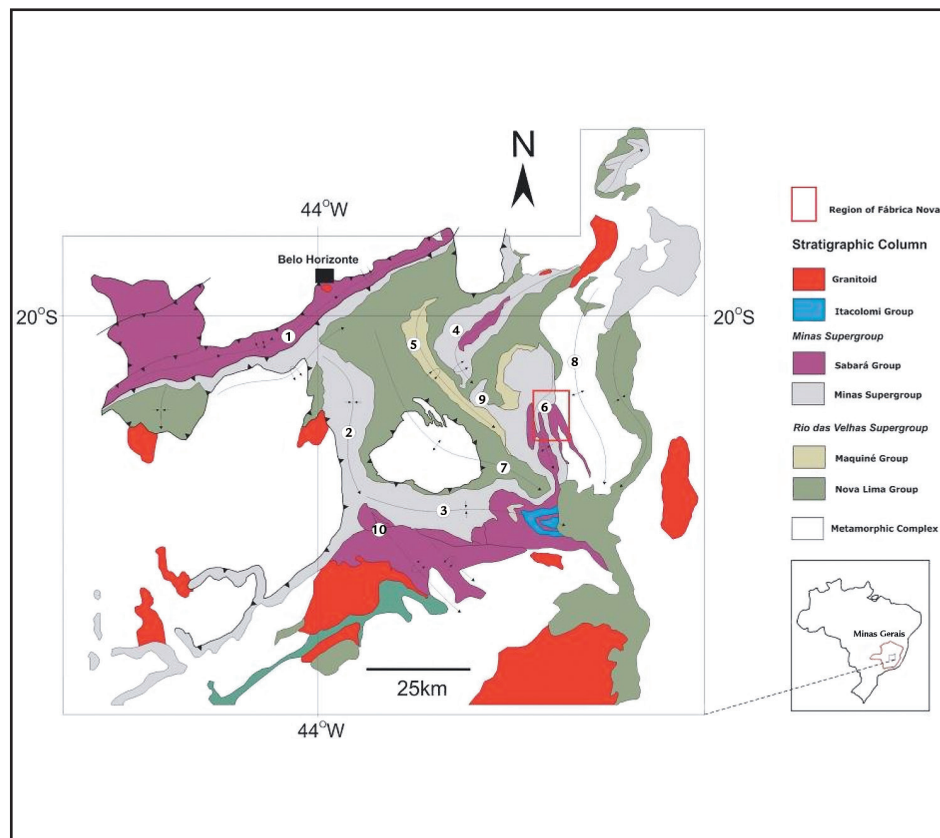 N
44°W
Belo Horizonte
20°S
20°S
1
2
3
4
5
6
7
8
9
10
25km
44°W
Region of Fábrica Nova
Stratigraphic Column
Granitoid
Itacolomi Group
Minas Supergroup
Sabará Group
Minas Supergroup
Rio das Velhas Supergroup
Maquiné Group
Nova Lima Group
Metamorphic Complex
Minas Gerais